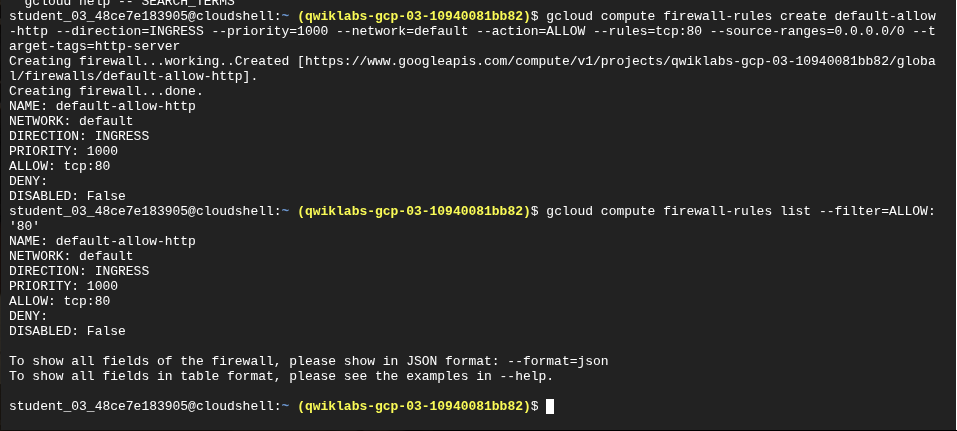 gcloud help -- SEARCH_TERMS
student_03_48ce7e183905@cloudshell:~ (qwiklabs-gcp-03-10940081bb82)$ gcloud compute firewall-rules create default-allow
-http --direction=INGRESS --priority=1000 --network=default --action=ALLOW --rules=tcp:80 --source-ranges=0.0.0.0/0 --t
arget-tags=http-server
Creating firewall...working..Created [https://www.googleapis.com/compute/v1/projects/qwiklabs-gcp-03-10940081bb82/globa
l/firewalls/default-allow-http].
Creating firewall...done.
NAME: default-allow-http
NETWORK: default
DIRECTION: INGRESS
PRIORITY: 1000
ALLOW: tcp:80
DENY:
DISABLED: False
student_03_48ce7e183905@cloudshell:~ (qwiklabs-gcp-03-10940081bb82)$ gcloud compute firewall-rules list --filter=ALLOW:
'80'
NAME: default-allow-http
NETWORK: default
DIRECTION: INGRESS
PRIORITY: 1000
ALLOW: tcp:80
DENY:
DISABLED: False
To show all fields of the firewall, please show in JSON format: --format=json
To show all fields in table format, please see the examples in --help.
student_03_48ce7e183905@cloudshell:~ (qwiklabs-gcp-03-10940081bb82)$